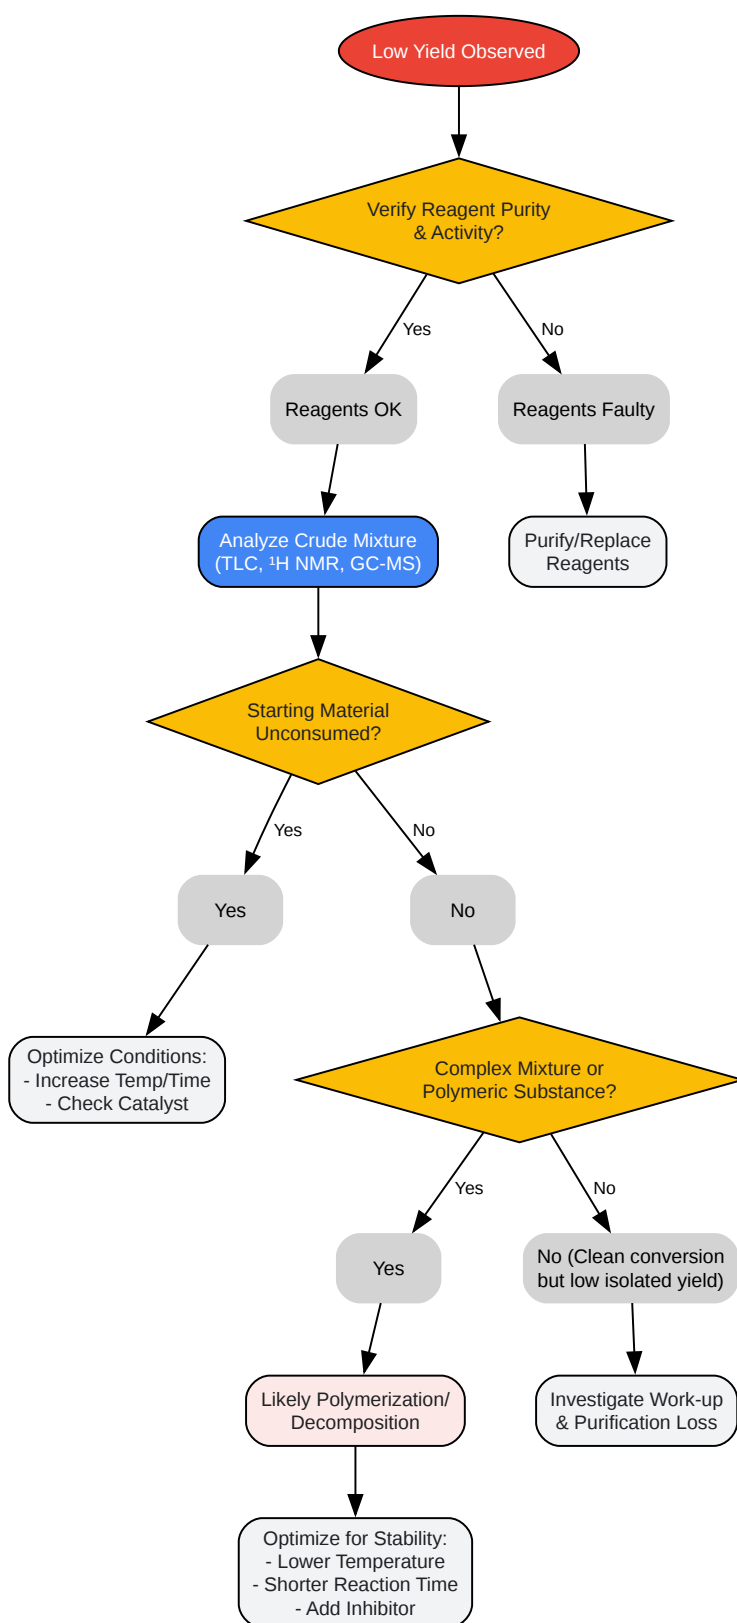 Low Yield Observed
Verify Reagent Purity
& Activity?
Yes
No
Reagents OK
Reagents Faulty
Analyze Crude Mixture
(TLC, ¹H NMR, GC-MS)
Purify/Replace
Reagents
Starting Material
Unconsumed?
Yes
No
Yes
No
Optimize Conditions:
- Increase Temp/Time
- Check Catalyst
Complex Mixture or
Polymeric Substance?
Yes
No
Yes
No (Clean conversion
but low isolated yield)
Likely Polymerization/
Decomposition
Investigate Work-up
& Purification Loss
Optimize for Stability:
- Lower Temperature
- Shorter Reaction Time
- Add Inhibitor